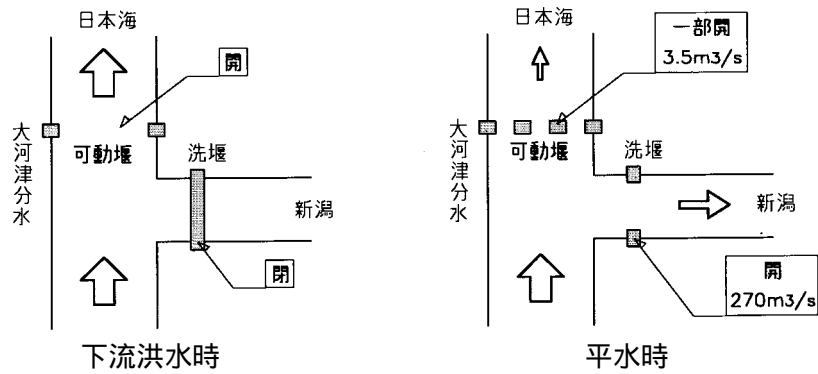 日本海
開
大河津分水
可動堰
洗堰
新潟
閉
下流洪水時
日本海
一部開
3.5m3/s
大河津分水
可動堰
洗堰
新潟
開
270m3/s
平水時